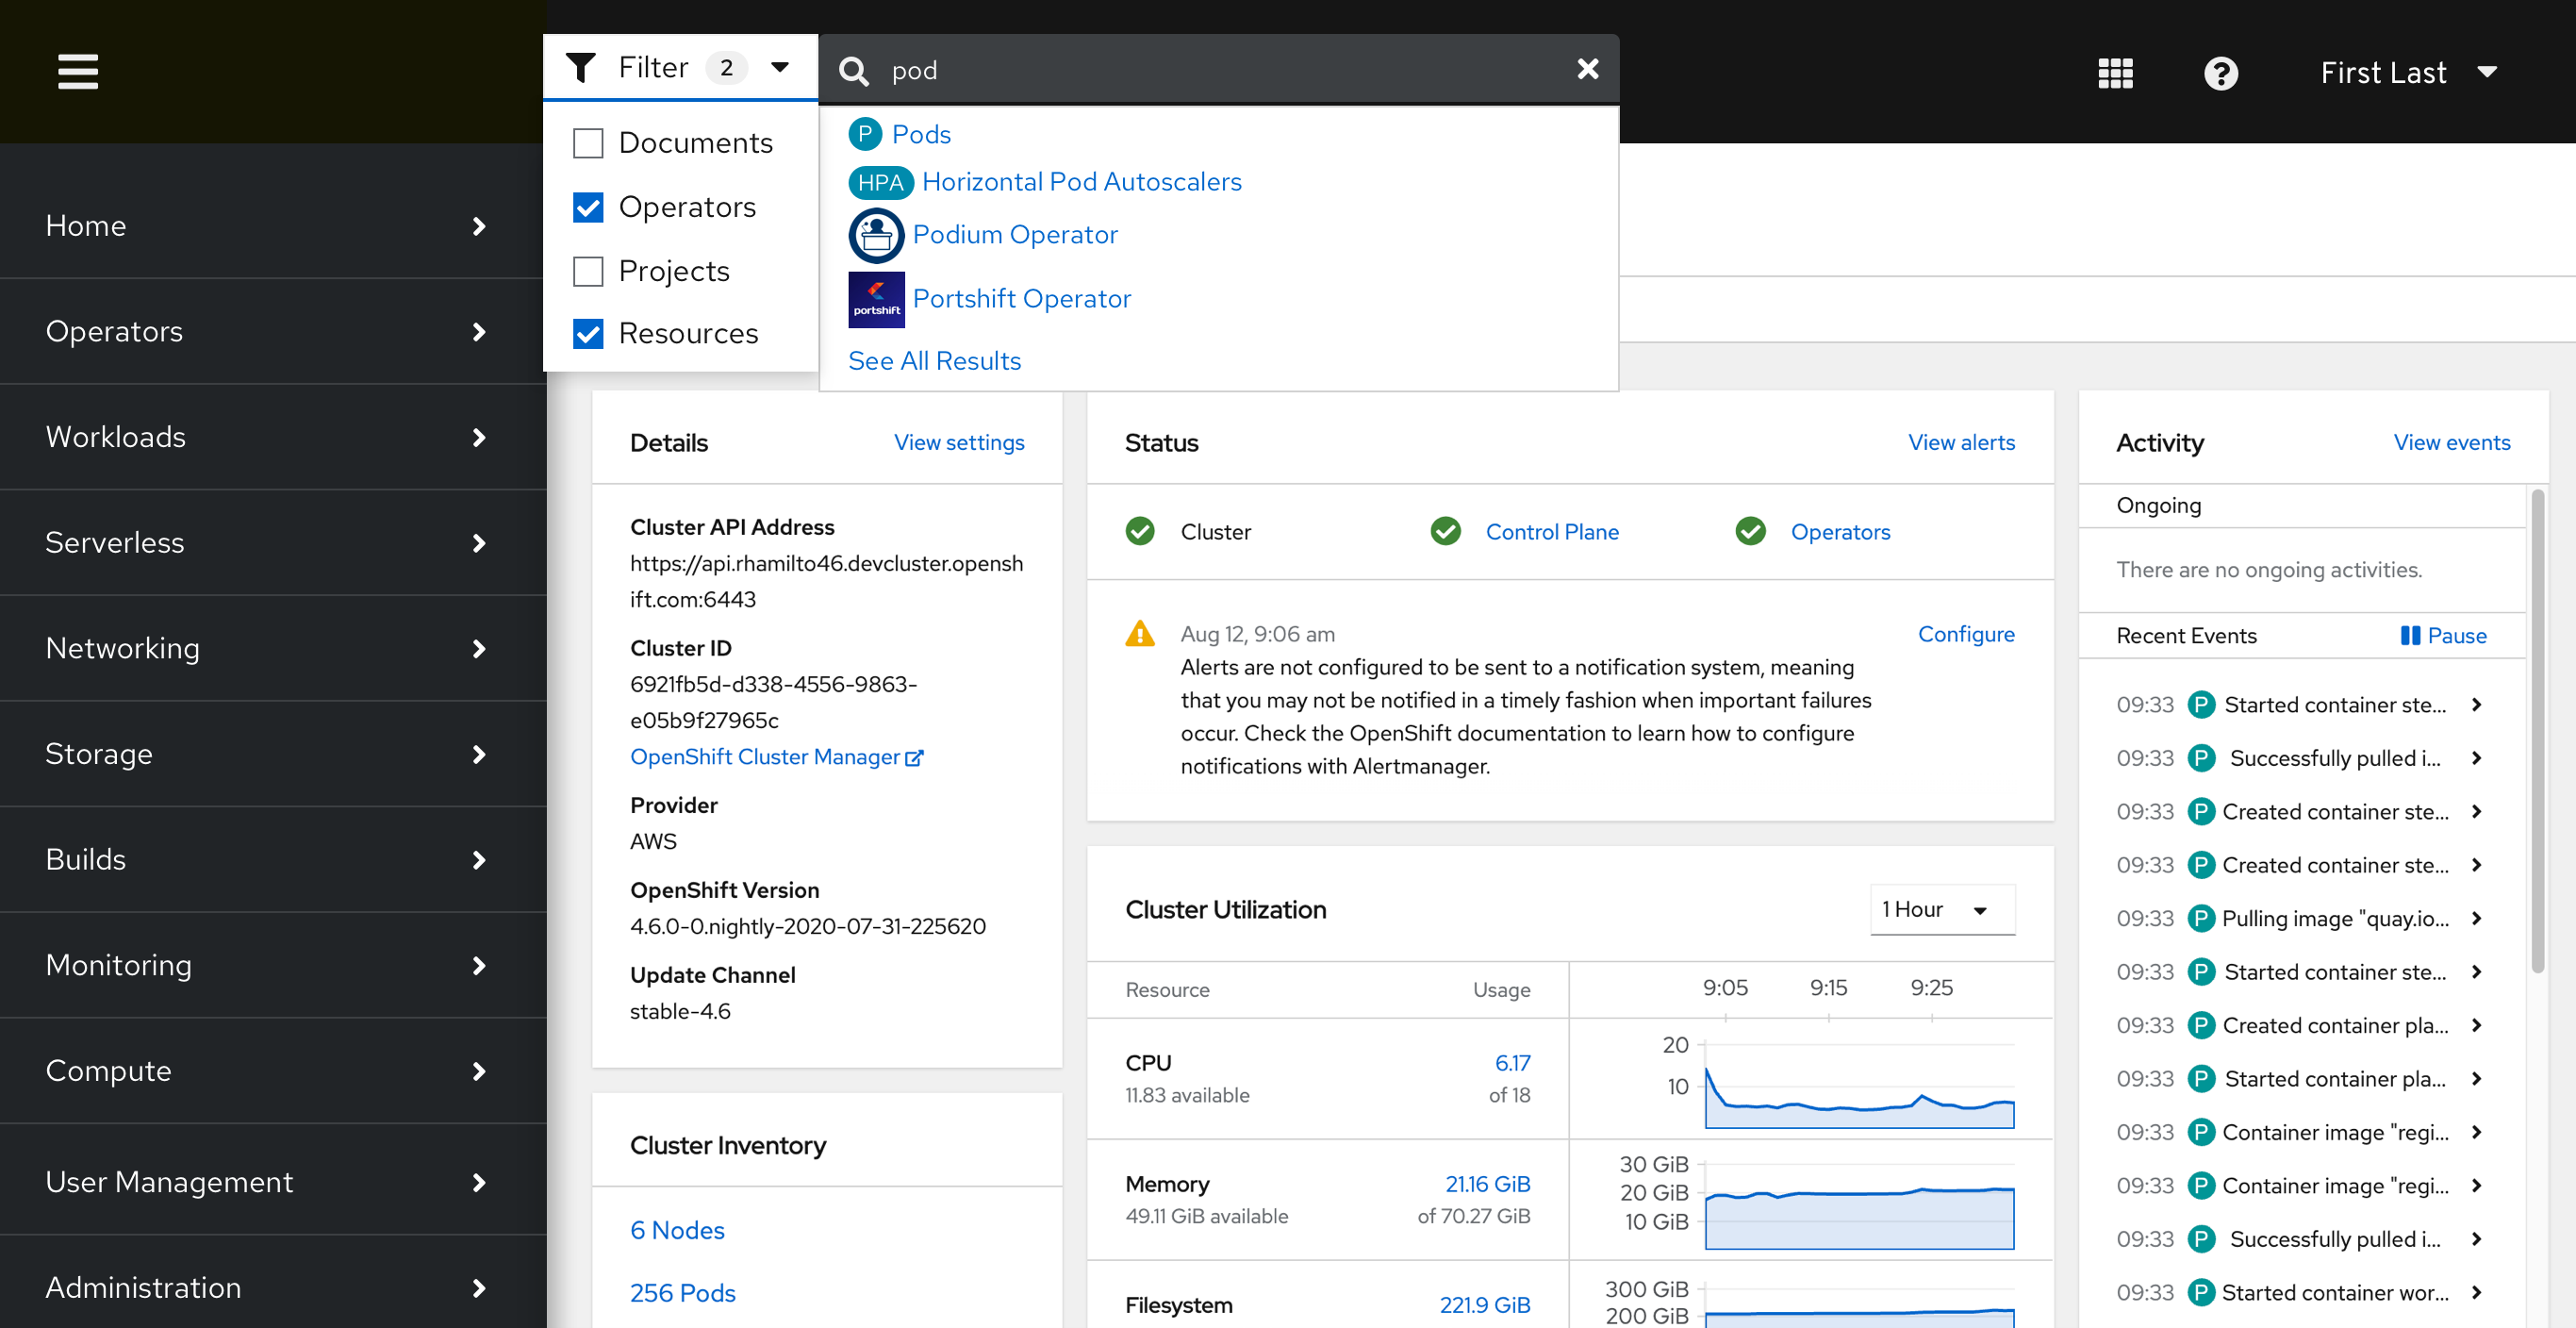 Filter 2
pod
First Last
Documents
Operators
Projects
Resources
P Pods
HPA Horizontal Pod Autoscalers
Podium Operator
portshift Portshift Operator
See All Results
Home
Operators
Workloads
Serverless
Networking
Storage
Builds
Monitoring
Compute
User Management
Administration
Details
View settings
Cluster API Address
https://api.rhamilto46.devcluster.opensh
ift.com:6443
Cluster ID
6921fb5d-d338-4556-9863-
e05b9f27965c
OpenShift Cluster Manager
Provider
AWS
OpenShift Version
4.6.0-0.nightly-2020-07-31-225620
Update Channel
stable-4.6
Cluster Inventory
6 Nodes
256 Pods
Status
View alerts
Cluster
Control Plane
Operators
Aug 12, 9:06 am
Configure
Alerts are not configured to be sent to a notification system, meaning
that you may not be notified in a timely fashion when important failures
occur. Check the OpenShift documentation to learn how to configure
notifications with Alertmanager.
Cluster Utilization
1 Hour
Resource
Usage
9:05 9:15 9:25
CPU
6.17
11.83 available
of 18
20
10
Memory
21.16 GiB
49.11 GiB available
of 70.27 GiB
30 GiB
20 GiB
10 GiB
Filesystem
221.9 GiB
300 GiB
200 GiB
Activity
View events
Ongoing
There are no ongoing activities.
Recent Events
Pause
09:33 P Started container ste...
09:33 P Successfully pulled i...
09:33 P Created container ste...
09:33 P Created container ste...
09:33 P Pulling image "quay.io...
09:33 P Started container ste...
09:33 P Created container pla...
09:33 P Started container pla...
09:33 P Container image "regi...
09:33 P Container image "regi...
09:33 P Successfully pulled i...
09:33 P Started container wor...